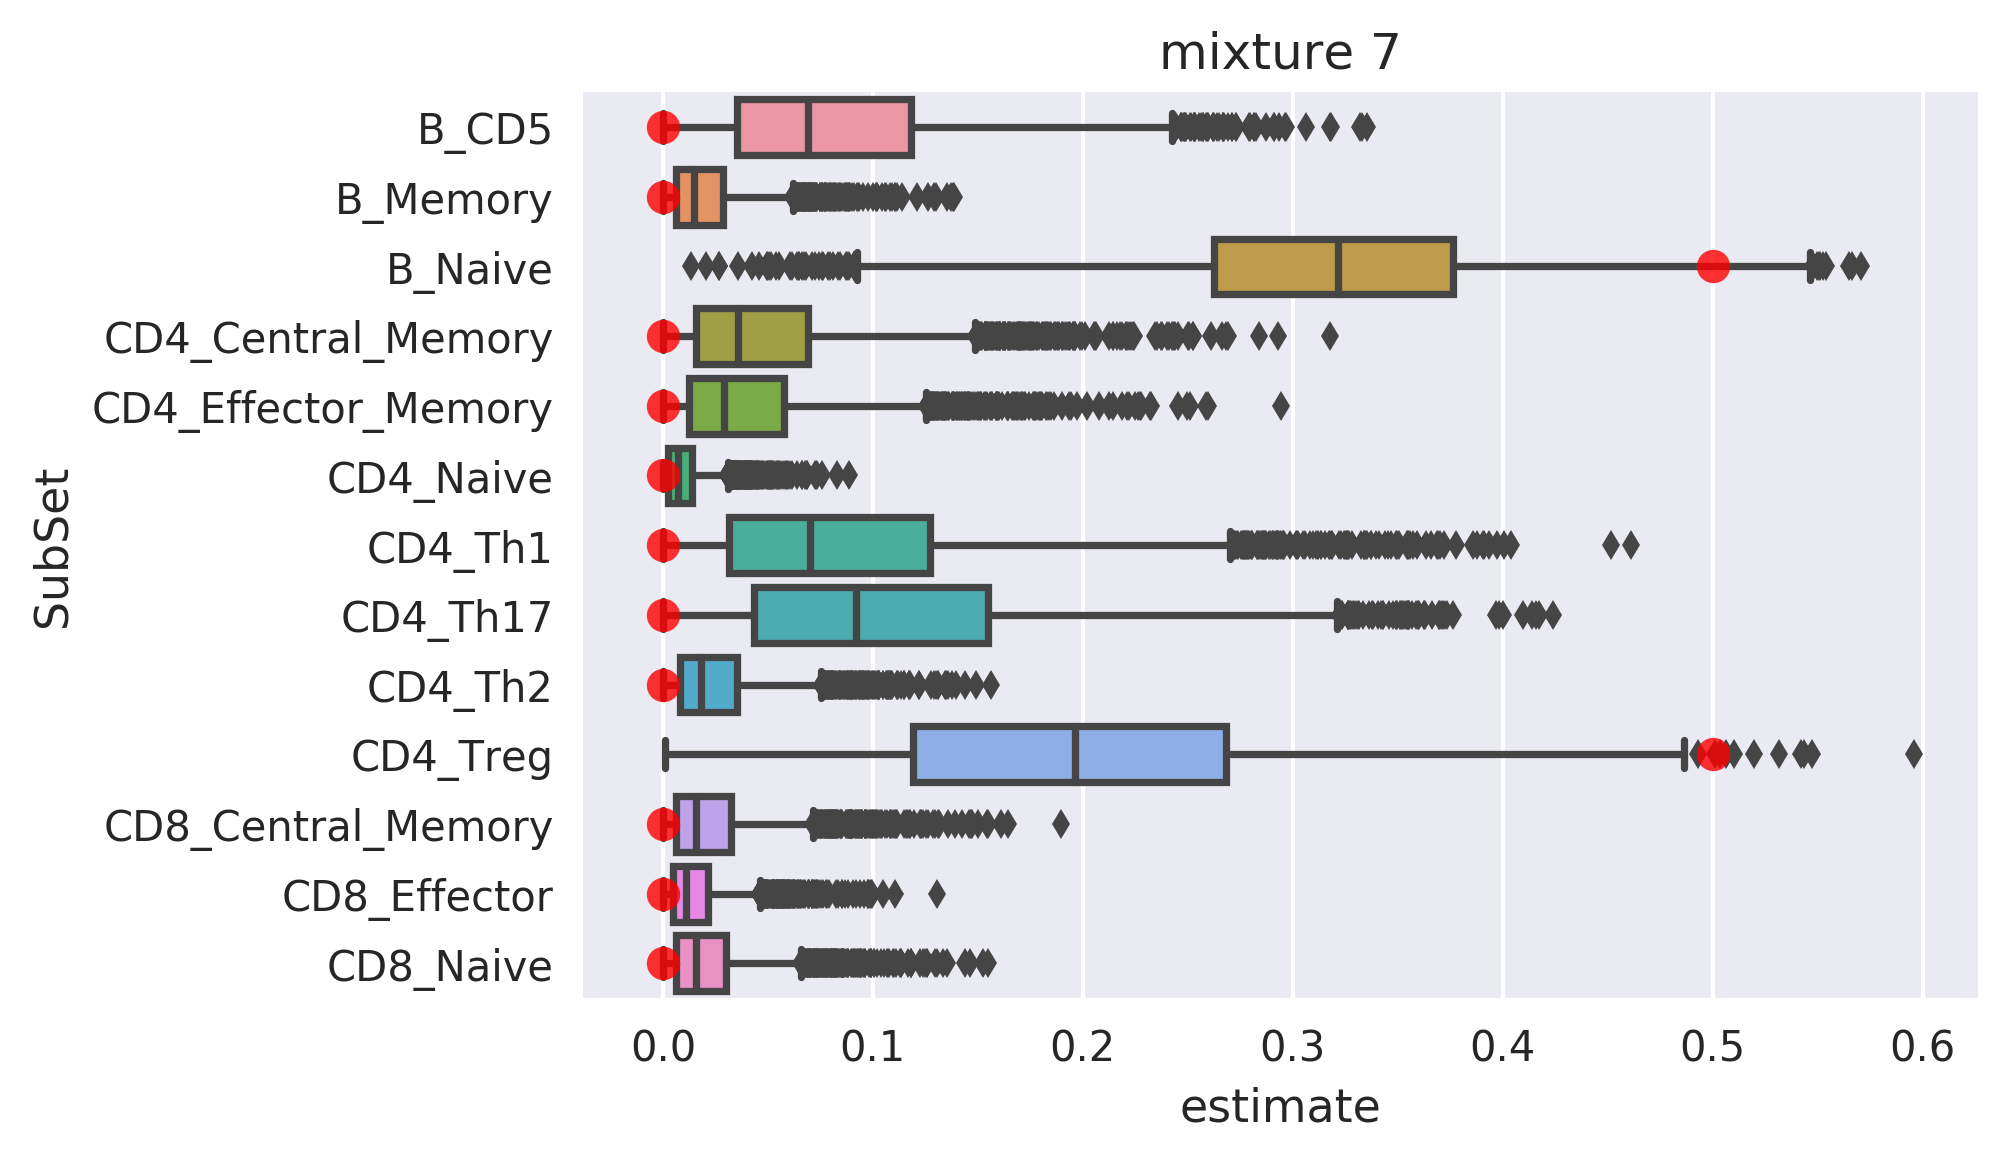 mixture 7
B_CD5
B_Memory
B_Naive
CD4_Central_Memory
CD4_Effector_Memory
CD4_Naive
CD4_Th1
CD4_Th17
CD4_Th2
CD4_Treg
CD8_Central_Memory
CD8_Effector
CD8_Naive
SubSet
0.0 0.1 0.2 0.3 0.4 0.5 0.6
estimate